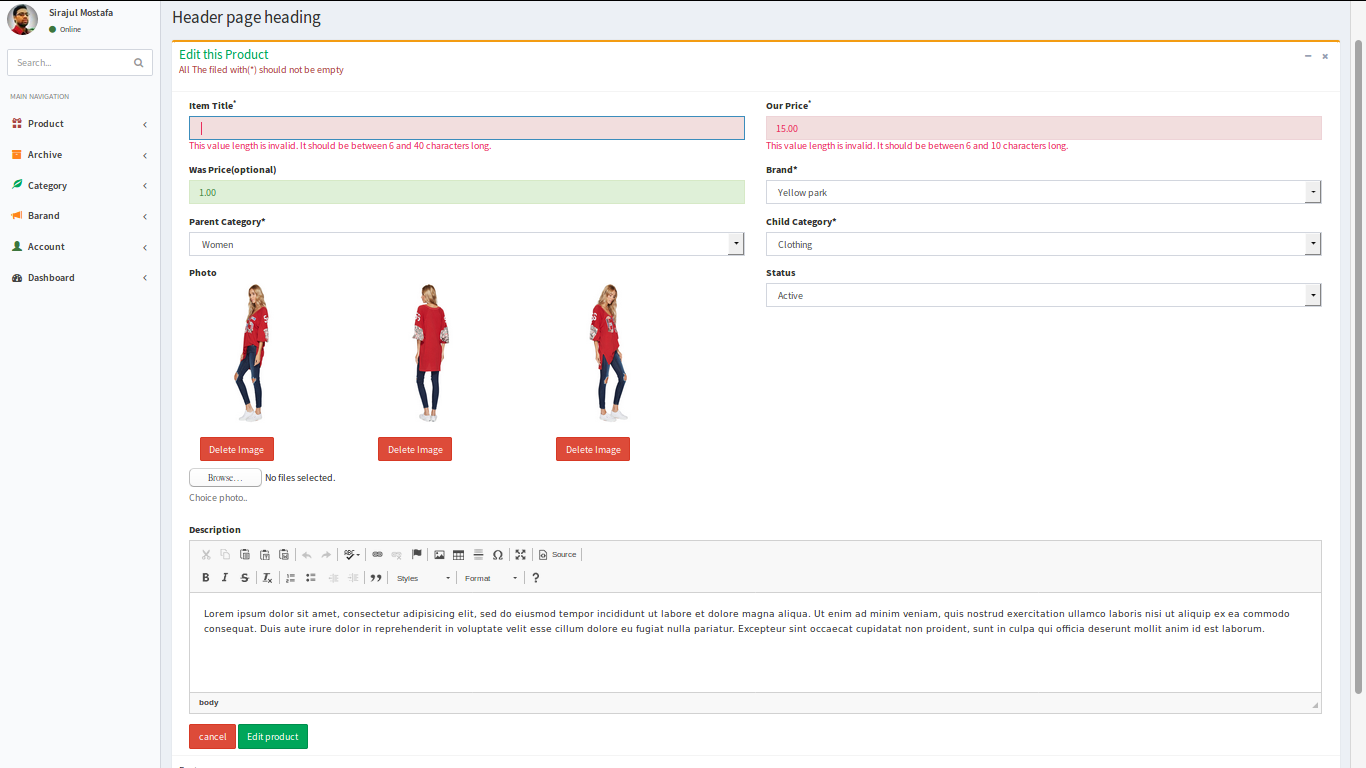 Sirajul Mostafa
Online
Search...
MAIN NAVIGATION
Product
Archive
Category
Barand
Account
Dashboard
Header page heading
Edit this Product
All The filed with(*) should not be empty
Item Title*
This value length is invalid. It should be between 6 and 40 characters long.
Our Price*
15.00
This value length is invalid. It should be between 6 and 10 characters long.
Was Price(optional)
1.00
Brand*
Yellow park
Parent Category*
Women
Child Category*
Clothing
Photo
Status
Active
Delete Image Delete Image Delete Image
Browse... No files selected.
Choice photo..
Description
Source
Styles Format
Lorem ipsum dolor sit amet, consectetur adipisicing elit, sed do eiusmod tempor incididunt ut labore et dolore magna aliqua. Ut enim ad minim veniam, quis nostrud exercitation ullamco laboris nisi ut aliquip ex ea commodo
consequat. Duis aute irure dolor in reprehenderit in voluptate velit esse cillum dolore eu fugiat nulla pariatur. Excepteur sint occaecat cupidatat non proident, sunt in culpa qui officia deserunt mollit anim id est laborum.
body
cancel Edit product